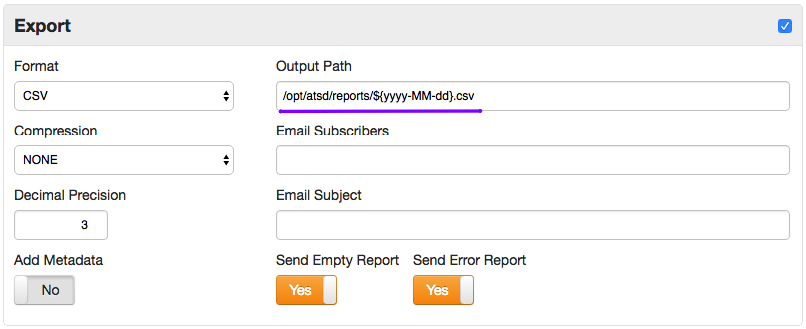 Export
Format
Output Path
CSV
/opt/atsd/reports/${yyyy-MM-dd}.csv
Compression
Email Subscribers
NONE
Decimal Precision
Email Subject
3
Add Metadata
Send Empty Report
Send Error Report
No
Yes
Yes